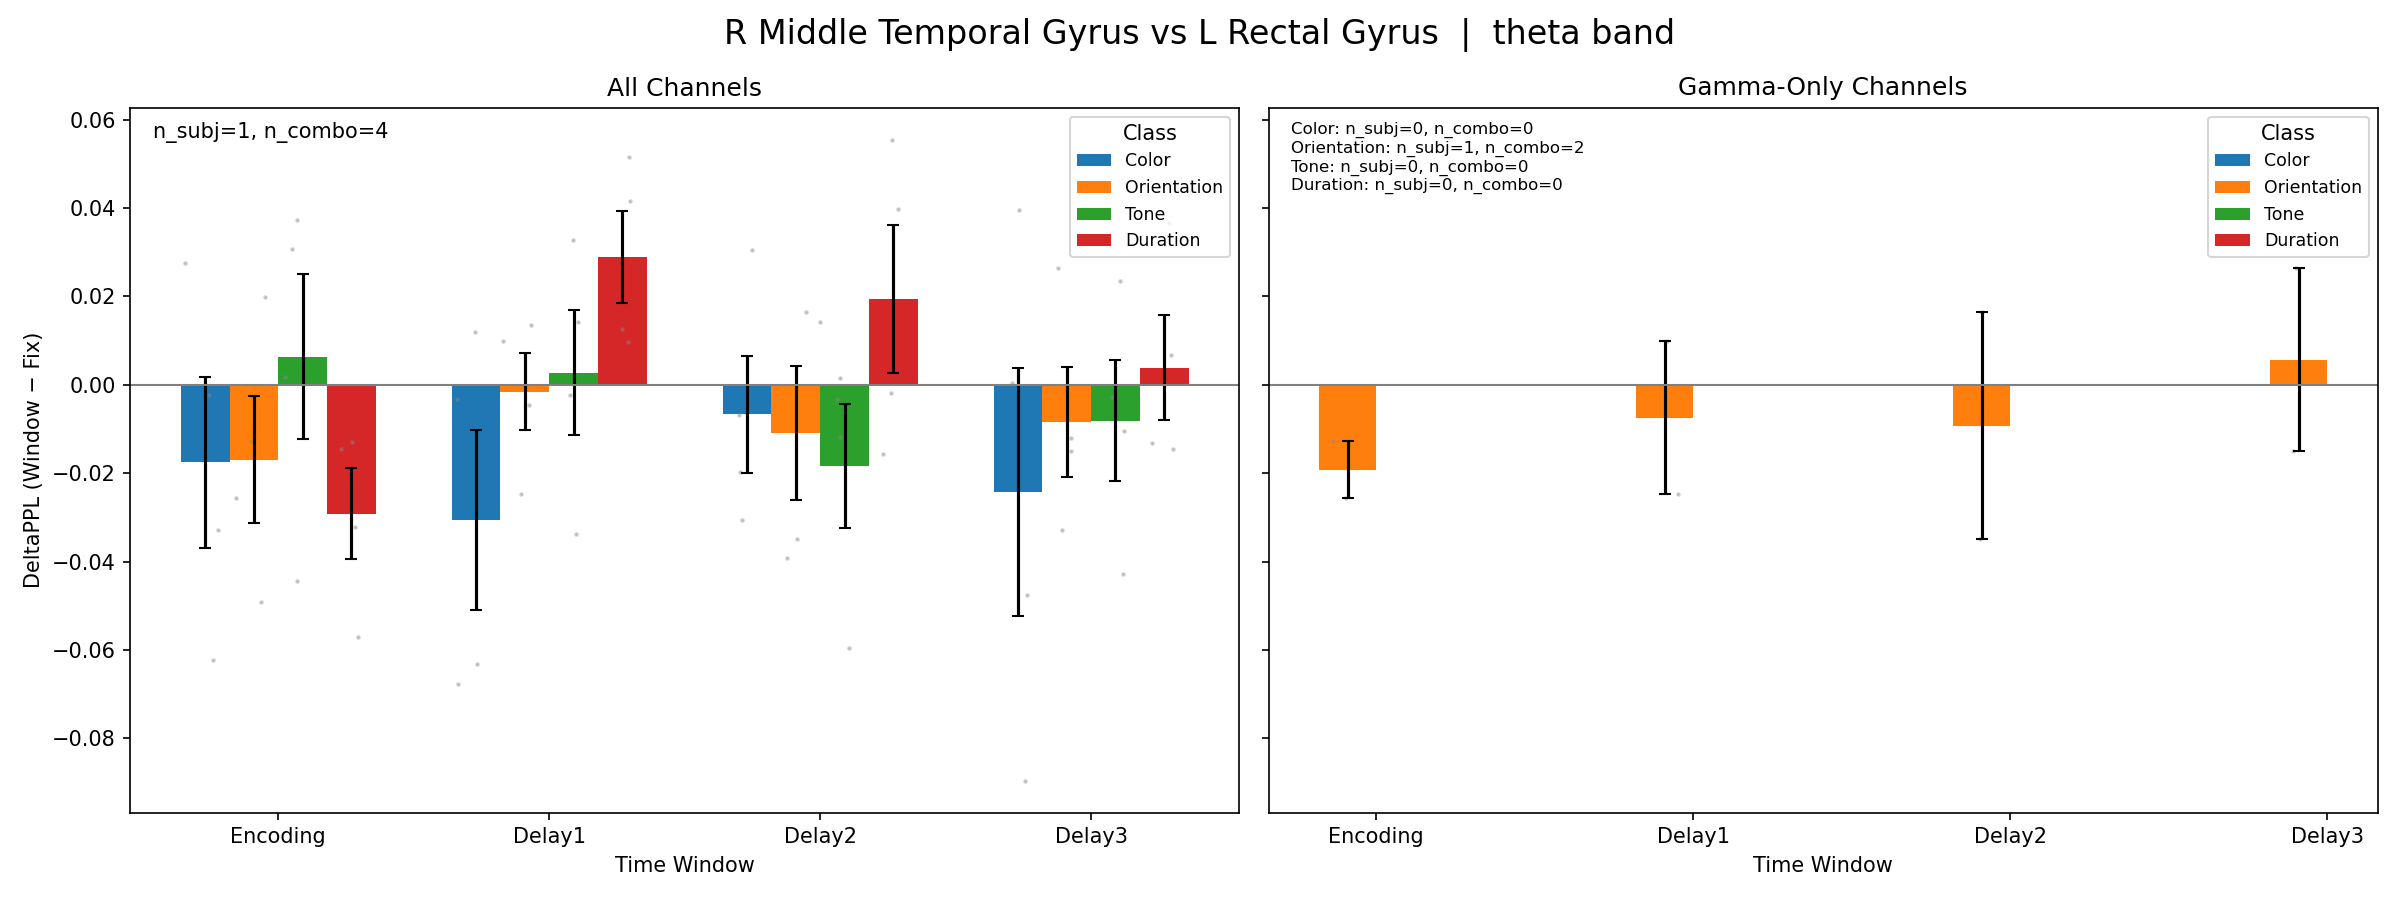 R Middle Temporal Gyrus vs L Rectal Gyrus | theta band
All Channels
n_subj=1, n_combo=4
Class
Color
Orientation
Tone
Duration
0.06
0.04
0.02
0.00
−0.02
−0.04
−0.06
−0.08
DeltaPPL (Window − Fix)
Encoding
Delay1
Delay2
Delay3
Time Window
Gamma-Only Channels
Color: n_subj=0, n_combo=0
Orientation: n_subj=1, n_combo=2
Tone: n_subj=0, n_combo=0
Duration: n_subj=0, n_combo=0
Class
Color
Orientation
Tone
Duration
Encoding
Delay1
Delay2
Delay3
Time Window